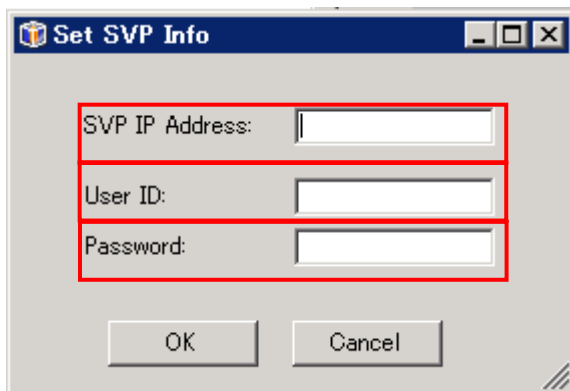 Set SVP Info
SVP IP Address:
User ID:
Password:
OK Cancel